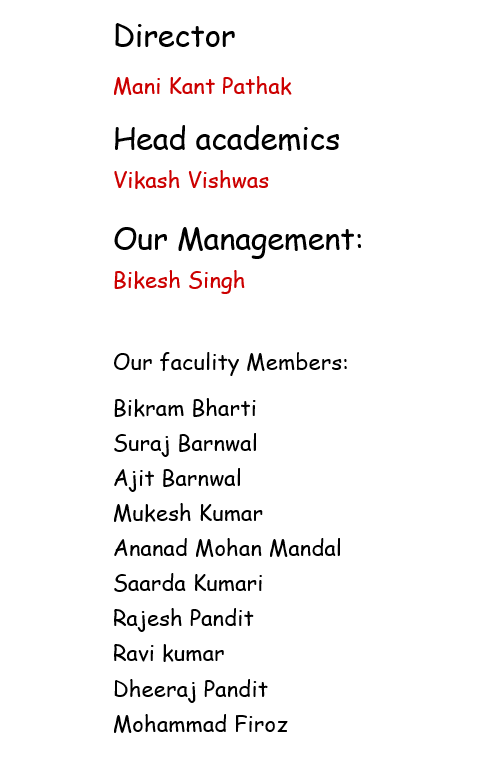 Director
Mani Kant Pathak
Head academics
Vikash Vishwas
Our Management:
Bikesh Singh
Our faculity Members:
Bikram Bharti
Suraj Barnwal
Ajit Barnwal
Mukesh Kumar
Ananad Mohan Mandal
Saarda Kumari
Rajesh Pandit
Ravi kumar
Dheeraj Pandit
Mohammad Firoz